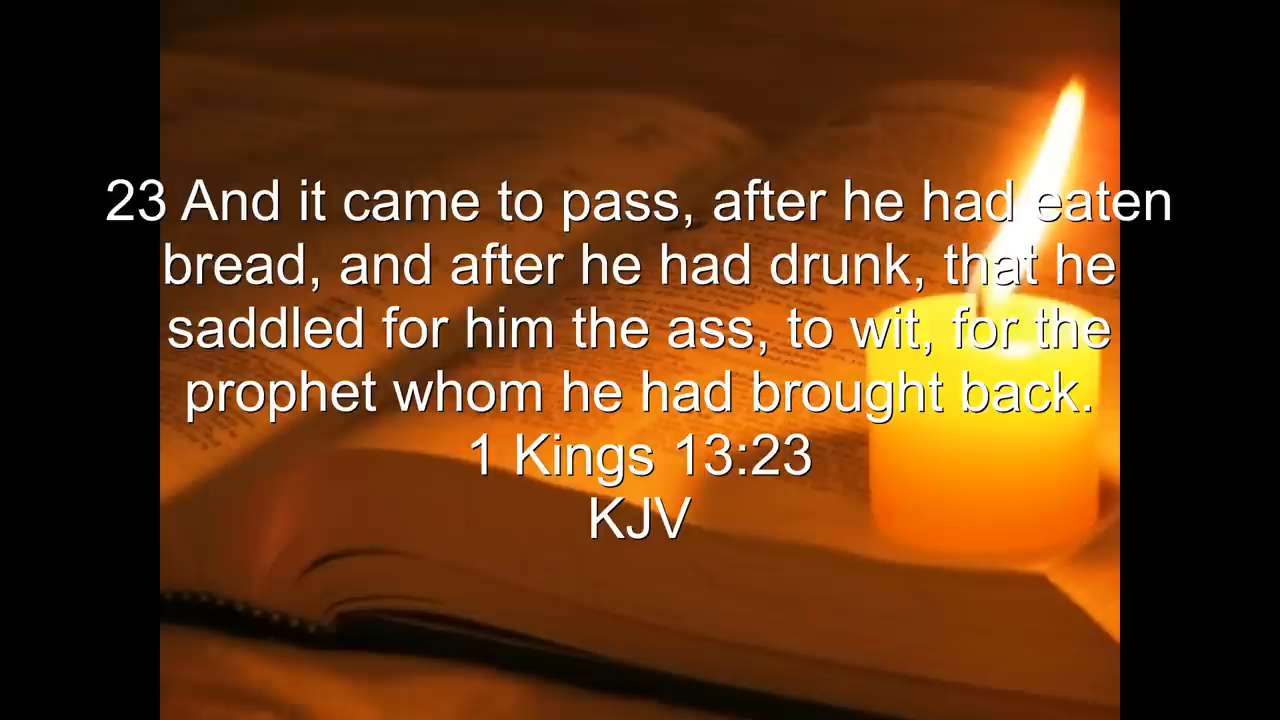 23 And it came to pass, after he had eaten
bread, and after he had drunk, that he
saddled for him the ass, to wit, for the
prophet whom he had brought back.
1 Kings 13:23
KJV